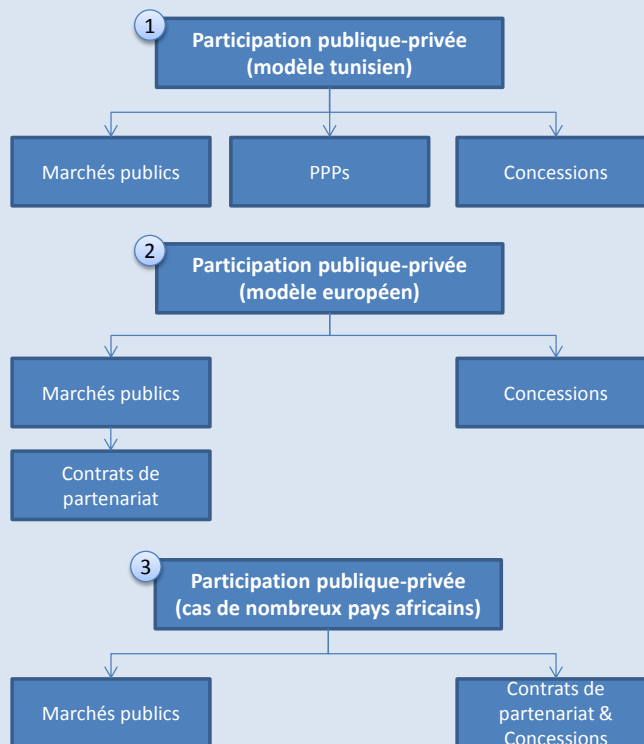 1
Participation publique-privée
(modèle tunisien)
Marchés publics
PPPs
Concessions
2
Participation publique-privée
(modèle européen)
Marchés publics
Concessions
Contrats de
partenariat
3
Participation publique-privée
(cas de nombreux pays africains)
Marchés publics
Contrats de
partenariat &
Concessions